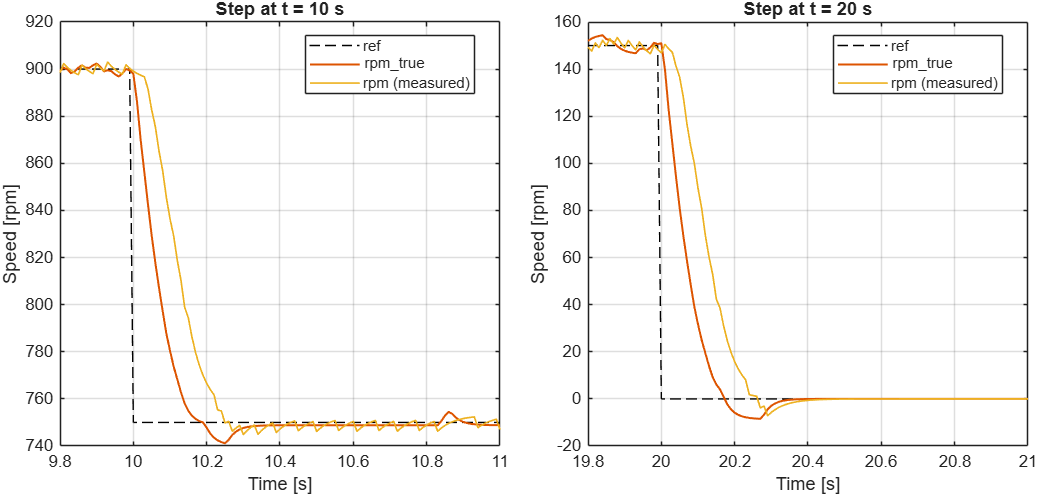 Step at t = 10 s
920
900
880
860
840
820
800
780
760
740
Speed [rpm]
ref
rpm_true
rpm (measured)
9.8 10 10.2 10.4 10.6 10.8 11
Time [s]
Step at t = 20 s
160
140
120
100
80
60
40
20
0
-20
Speed [rpm]
ref
rpm_true
rpm (measured)
19.8 20 20.2 20.4 20.6 20.8 21
Time [s]